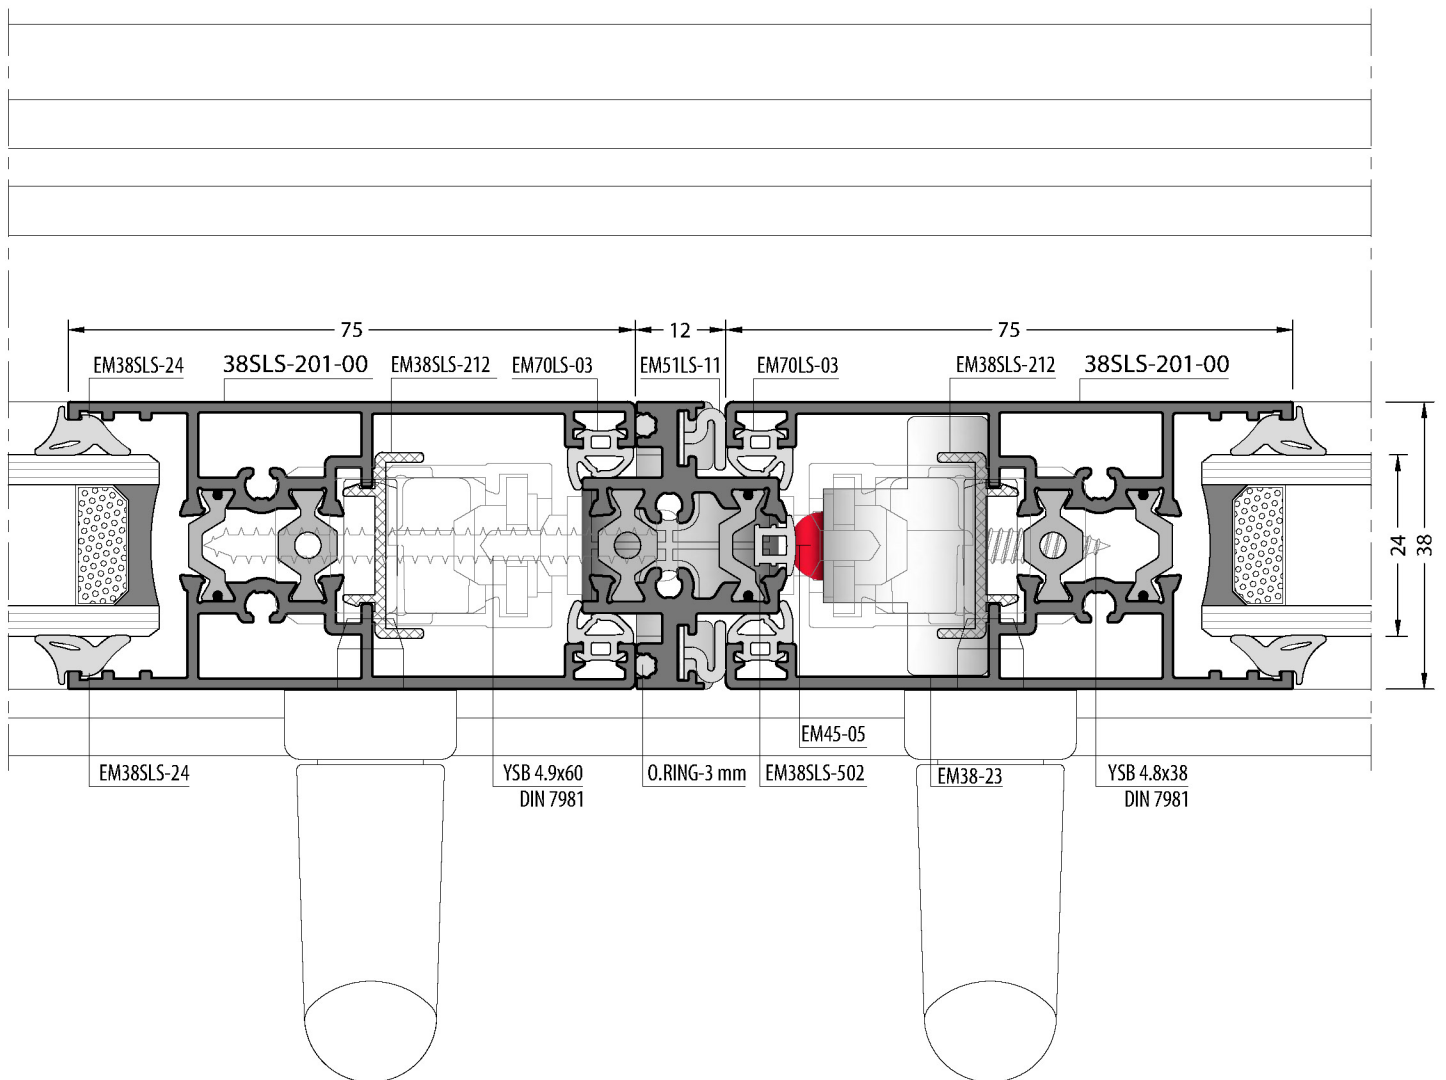 75
12
75
EM38SLS-24
38SLS-201-00
EM38SLS-212
EM70LS-03
EM51LS-11
EM70LS-03
EM38SLS-212
38SLS-201-00
24
38
EM45-05
EM38SLS-24
YSB 4.9x60
DIN 7981
O.RING-3 mm
EM38SLS-502
EM38-23
YSB 4.8x38
DIN 7981